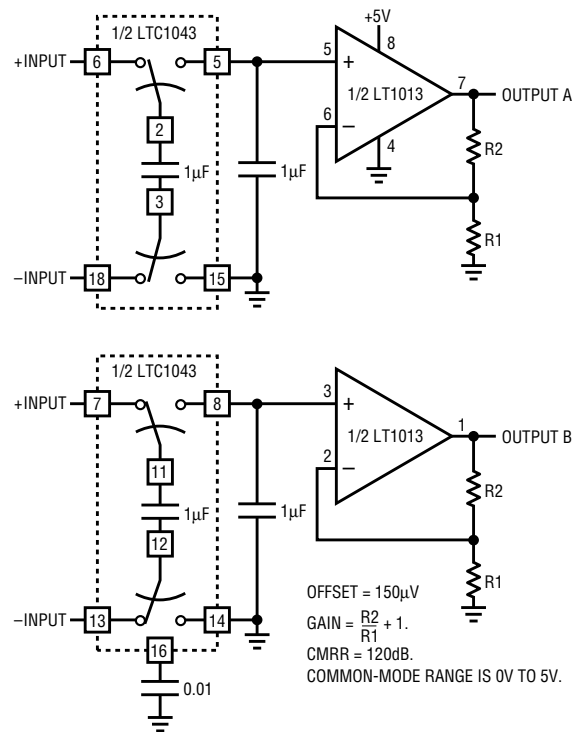 1/2 LTC1043
+INPUT
6
5
2
1μF
3
–INPUT
18
15
1μF
+5V
5
+
8
1/2 LT1013
7
OUTPUT A
6
–
4
R2
R1
1/2 LTC1043
+INPUT
7
8
11
1μF
12
–INPUT
13
14
16
0.01
1μF
3
+
1/2 LT1013
1
OUTPUT B
2
–
R2
R1
OFFSET = 150μV
GAIN = R2/R1 + 1.
CMRR = 120dB.
COMMON-MODE RANGE IS 0V TO 5V.